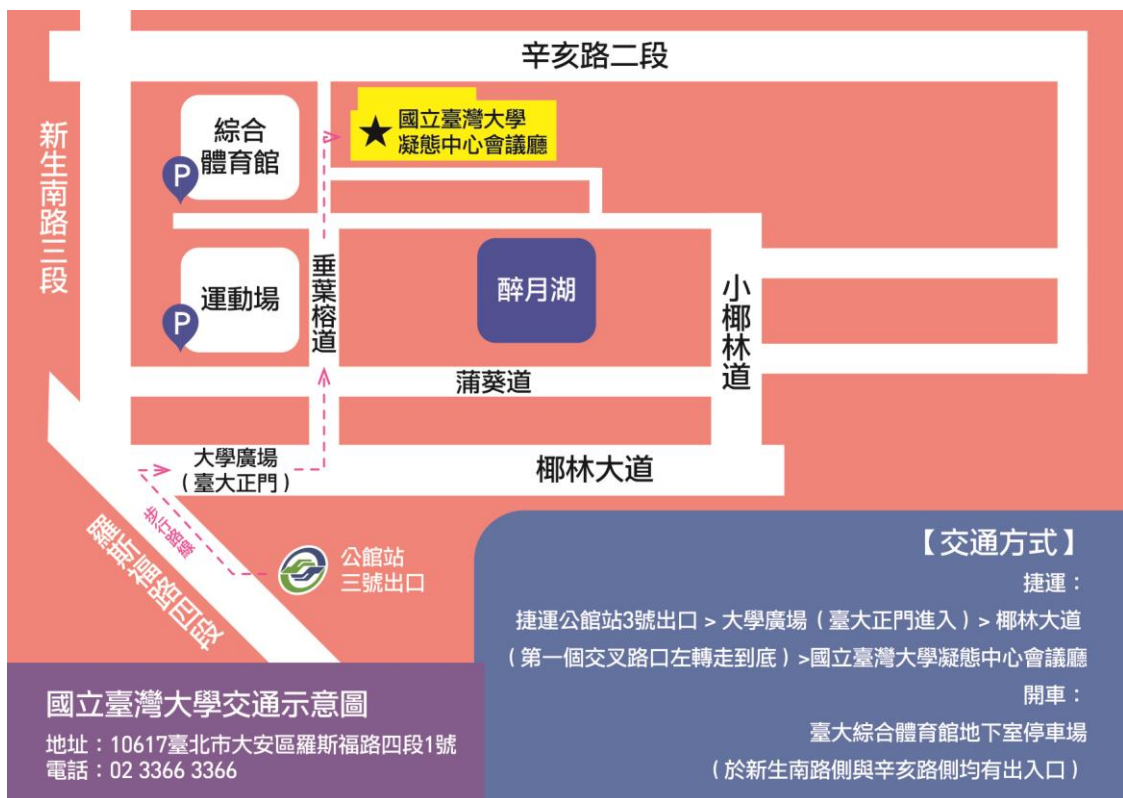 辛亥路二段
新生南路三段
綜合
體育館
P
★國立臺灣大學
凝態中心會議廳
運動場
P
垂葉榕道
醉月湖
小椰林道
蒲葵道
大學廣場
(臺大正門)
椰林大道
步行路線
羅斯福路四段
公館站
三號出口
【交通方式】
捷運：
捷運公館站3號出口 > 大學廣場（臺大正門進入）> 椰林大道
（第一個交叉路口左轉走到底）>國立臺灣大學凝態中心會議廳
開車：
臺大綜合體育館地下室停車場
（於新生南路側與辛亥路側均有出入口）
國立臺灣大學交通示意圖
地址：10617臺北市大安區羅斯福路四段1號
電話：02 3366 3366